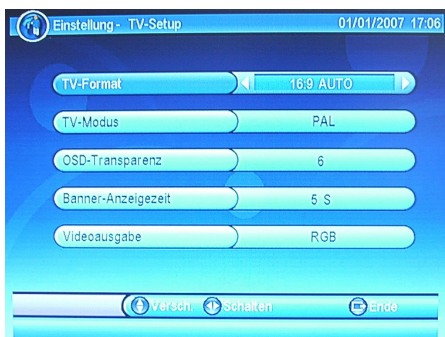 Einstellung - TV-Setup 01/01/2007 17:06
TV-Format 16:9 AUTO
TV-Modus PAL
OSD-Transparenz 6
Banner-Anzeigezeit 5 S
Videoausgabe RGB
Versch. Schalten Ende